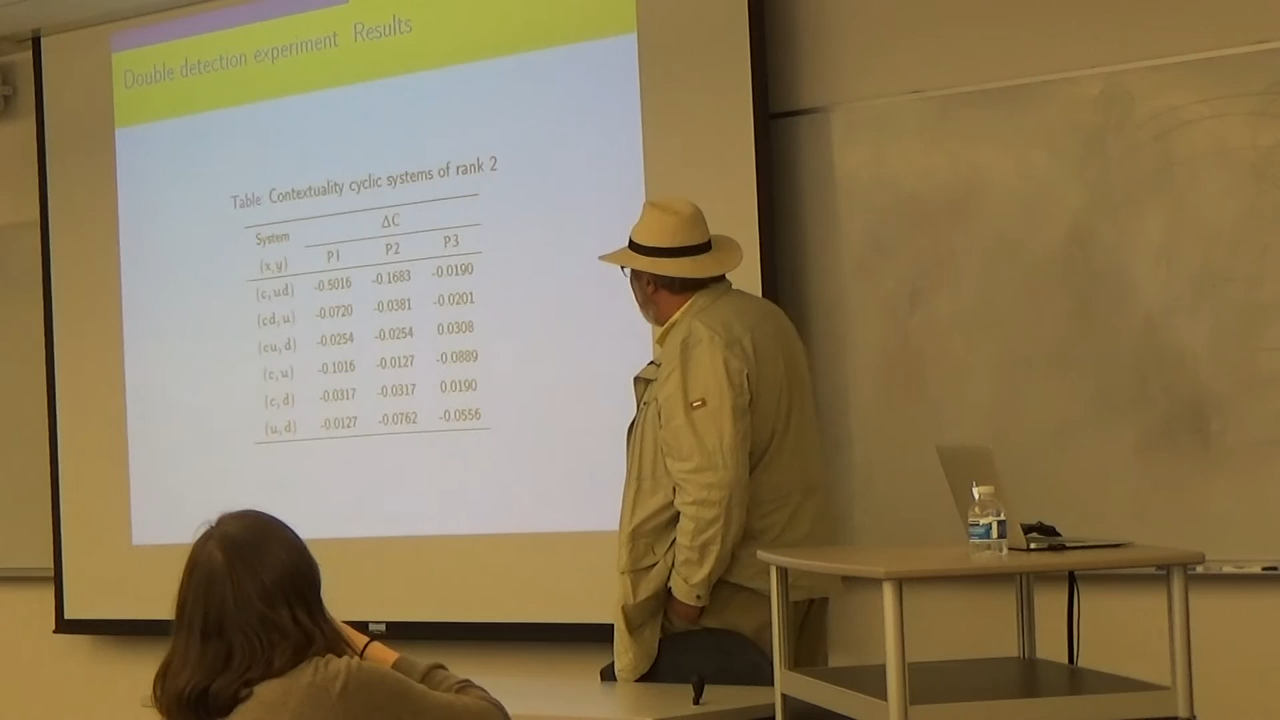 Double detection experiment Results
Table: Contextuality cyclic systems of rank 2
System ΔC
(x,y) P1 P2 P3
(c,ud) -0.5016 -0.1683 -0.0190
(cd,u) -0.0720 -0.0381 -0.0201
(cu,d) -0.0254 -0.0254 0.0308
(c,u) -0.1016 -0.0127 -0.0889
(c,d) -0.0317 -0.0317 0.0190
(u,d) -0.0127 -0.0762 -0.0556